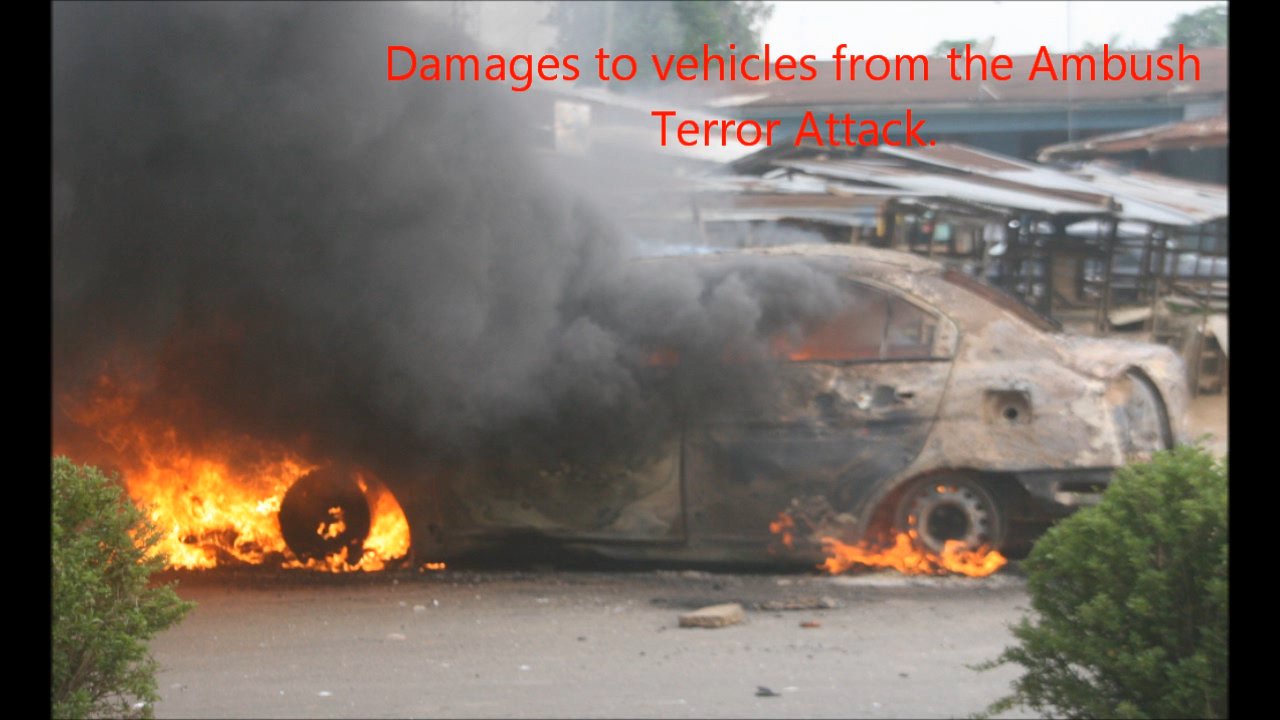 Damages to vehicles from the Ambush
Terror Attack.